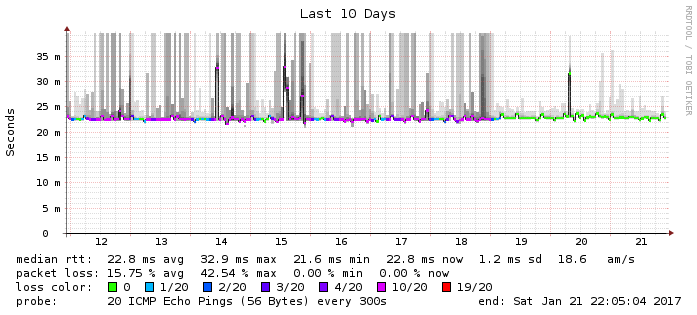 Last 10 Days
RRDTOOL / TOBI OETIKER
Seconds
35 m
30 m
25 m
20 m
15 m
10 m
5 m
0
12 13 14 15 16 17 18 19 20 21
median rtt: 22.8 ms avg 32.9 ms max 21.6 ms min 22.8 ms now 1.2 ms sd 18.6 am/s
packet loss: 15.75 % avg 42.54 % max 0.00 % min 0.00 % now
loss color: 0 1/20 2/20 3/20 4/20 10/20 19/20
probe: 20 ICMP Echo Pings (56 Bytes) every 300s end: Sat Jan 21 22:05:04 2017